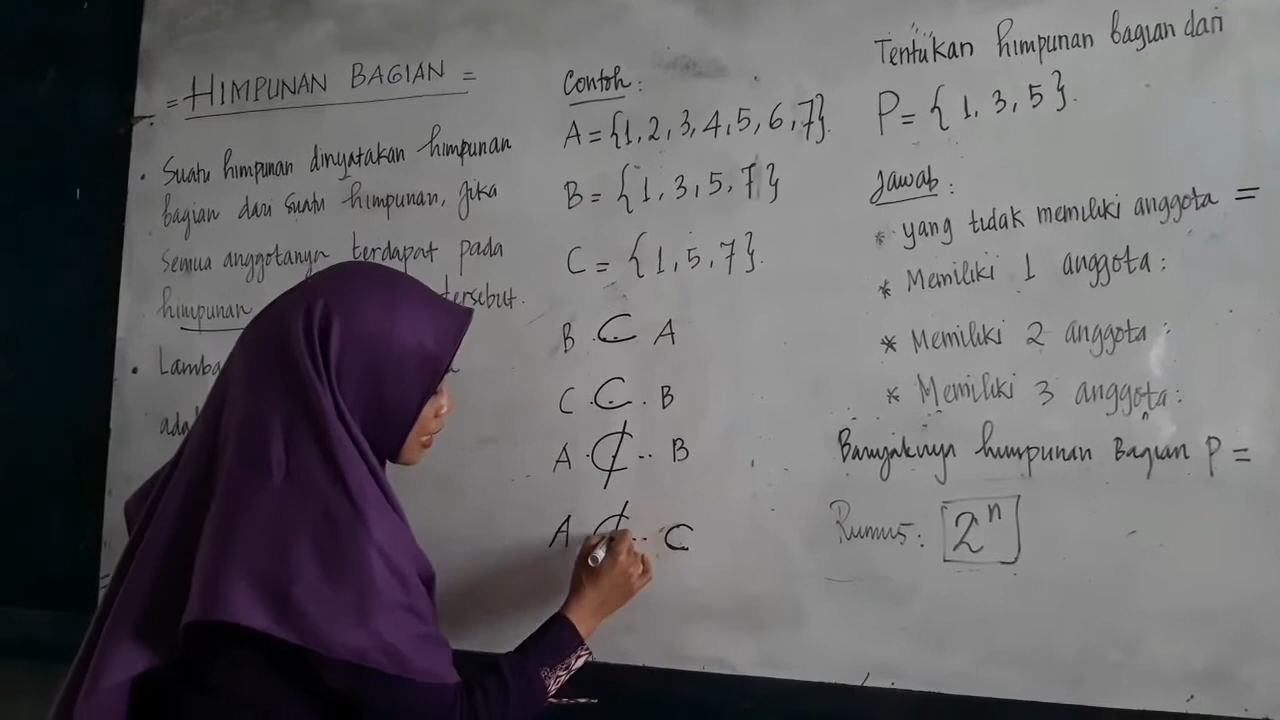 = HIMPUNAN BAGIAN =
• Suatu himpunan dinyatakan himpunan
bagian dari suatu himpunan, jika
semua anggotanya terdapat pada
himpunan tersebut.
•
Contoh:
A = {1, 2, 3, 4, 5, 6, 7}.
B = {1, 3, 5, 7}
C = {1, 5, 7}.
B ⊂ A
C ⊂ B
A ⊄ B
A ⊄ C
Tentukan himpunan bagian dari
P = {1, 3, 5}.
Jawab:
* yang tidak memiliki anggota =
* Memiliki 1 anggota:
* Memiliki 2 anggota:
* Memiliki 3 anggota:
Banyaknya himpunan Bagian P =
Rumus: 2ⁿ